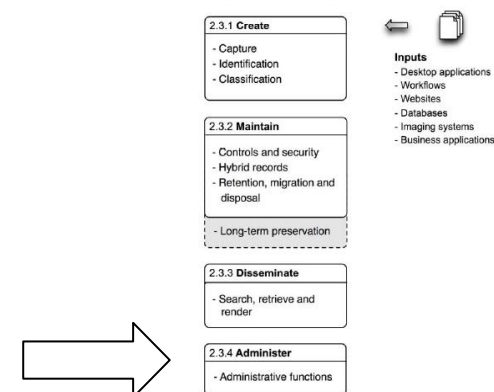 2.3.1 Create
- Capture
- Identification
- Classification
Inputs
- Desktop applications
- Workflows
- Websites
- Databases
- Imaging systems
- Business applications
2.3.2 Maintain
- Controls and security
- Hybrid records
- Retention, migration and
disposal
- Long-term preservation
2.3.3 Disseminate
- Search, retrieve and
render
2.3.4 Administer
- Administrative functions